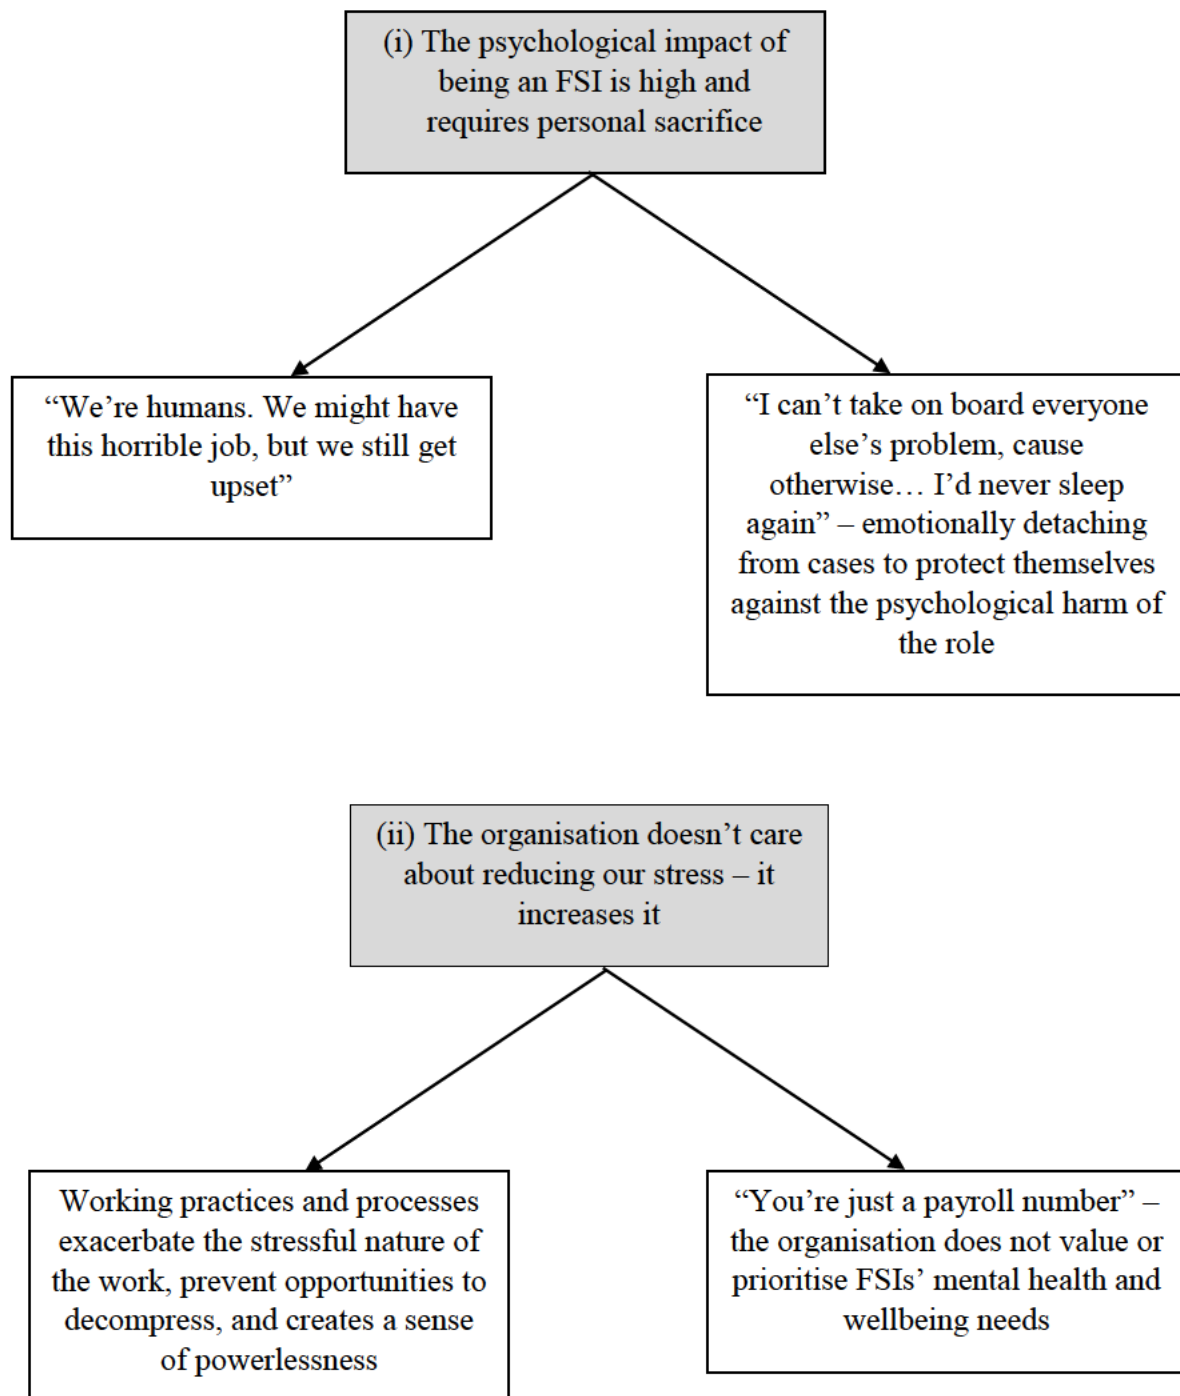 (i) The psychological impact of
being an FSI is high and
requires personal sacrifice
“We’re humans. We might have
this horrible job, but we still get
upset”
“I can’t take on board everyone
else’s problem, cause
otherwise… I’d never sleep
again” – emotionally detaching
from cases to protect themselves
against the psychological harm of
the role
(ii) The organisation doesn’t care
about reducing our stress – it
increases it
Working practices and processes
exacerbate the stressful nature of
the work, prevent opportunities to
decompress, and creates a sense
of powerlessness
“You’re just a payroll number” –
the organisation does not value or
prioritise FSIs’ mental health and
wellbeing needs